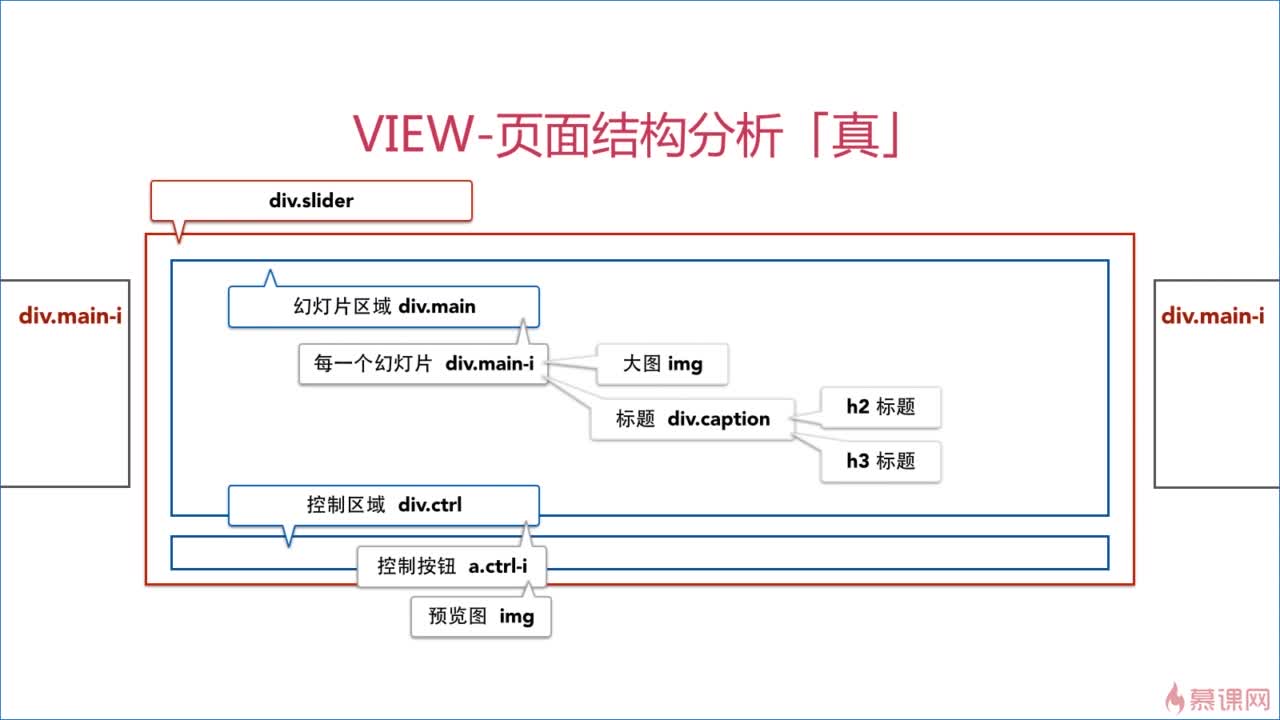 VIEW-页面结构分析「真」
div.slider
div.main-i
div.main-i
幻灯片区域 div.main
每一个幻灯片 div.main-i
大图 img
标题 div.caption
h2 标题
h3 标题
控制区域 div.ctrl
控制按钮 a.ctrl-i
预览图 img
慕课网